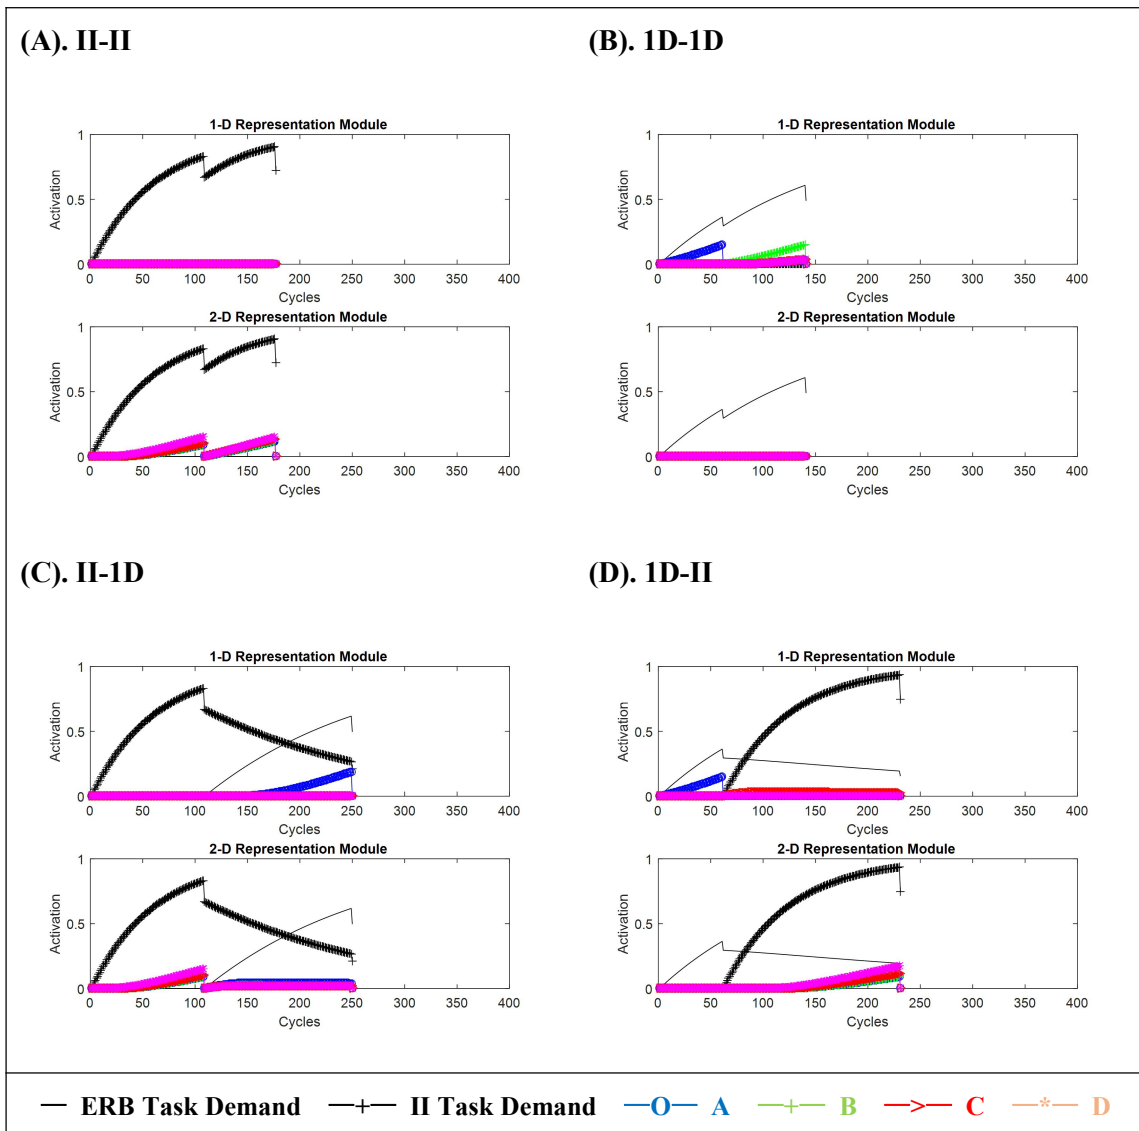 (A). II-II
1-D Representation Module
1
0.5
0
Activation
0 50 100 150 200 250 300 350 400
Cycles
2-D Representation Module
1
0.5
0
Activation
0 50 100 150 200 250 300 350 400
Cycles
(B). 1D-1D
1-D Representation Module
1
0.5
0
Activation
0 50 100 150 200 250 300 350 400
Cycles
2-D Representation Module
1
0.5
0
Activation
0 50 100 150 200 250 300 350 400
Cycles
(C). II-1D
1-D Representation Module
1
0.5
0
Activation
0 50 100 150 200 250 300 350 400
Cycles
2-D Representation Module
1
0.5
0
Activation
0 50 100 150 200 250 300 350 400
Cycles
(D). 1D-II
1-D Representation Module
1
0.5
0
Activation
0 50 100 150 200 250 300 350 400
Cycles
2-D Representation Module
1
0.5
0
Activation
0 50 100 150 200 250 300 350 400
Cycles
ERB Task Demand II Task Demand A B C D